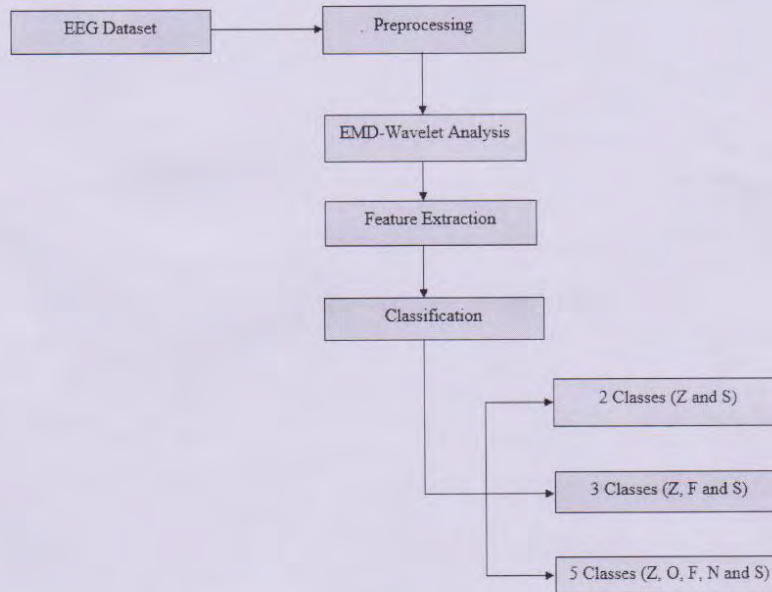 EEG Dataset
Preprocessing
EMD-Wavelet Analysis
Feature Extraction
Classification
2 Classes (Z and S)
3 Classes (Z, F and S)
5 Classes (Z, O, F, N and S)